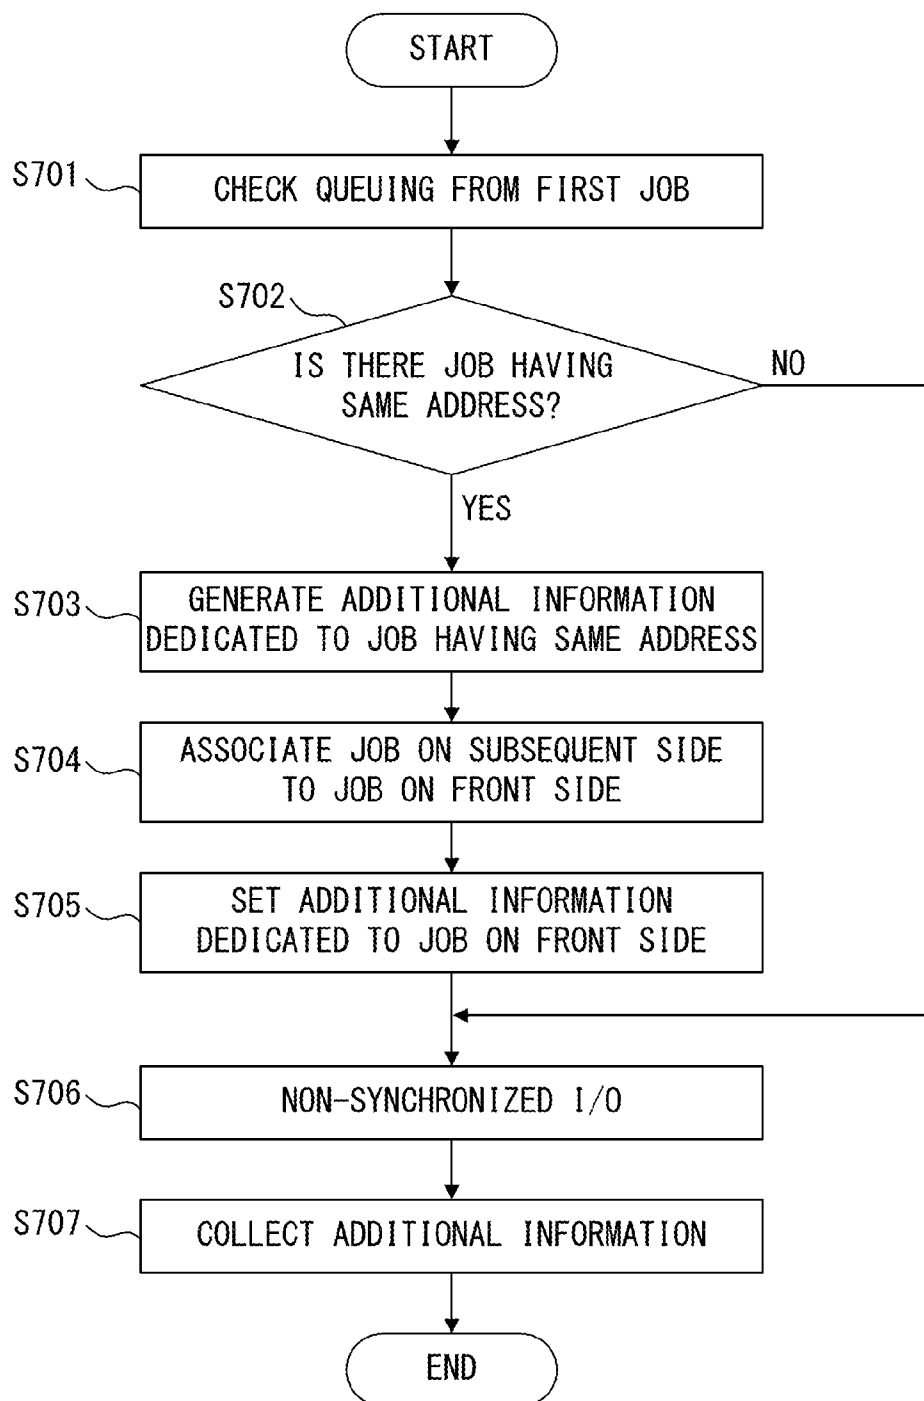 START
S701
CHECK QUEUING FROM FIRST JOB
S702
IS THERE JOB HAVING
SAME ADDRESS?
NO
YES
S703
GENERATE ADDITIONAL INFORMATION
DEDICATED TO JOB HAVING SAME ADDRESS
S704
ASSOCIATE JOB ON SUBSEQUENT SIDE
TO JOB ON FRONT SIDE
S705
SET ADDITIONAL INFORMATION
DEDICATED TO JOB ON FRONT SIDE
S706
NON-SYNCHRONIZED I/O
S707
COLLECT ADDITIONAL INFORMATION
END